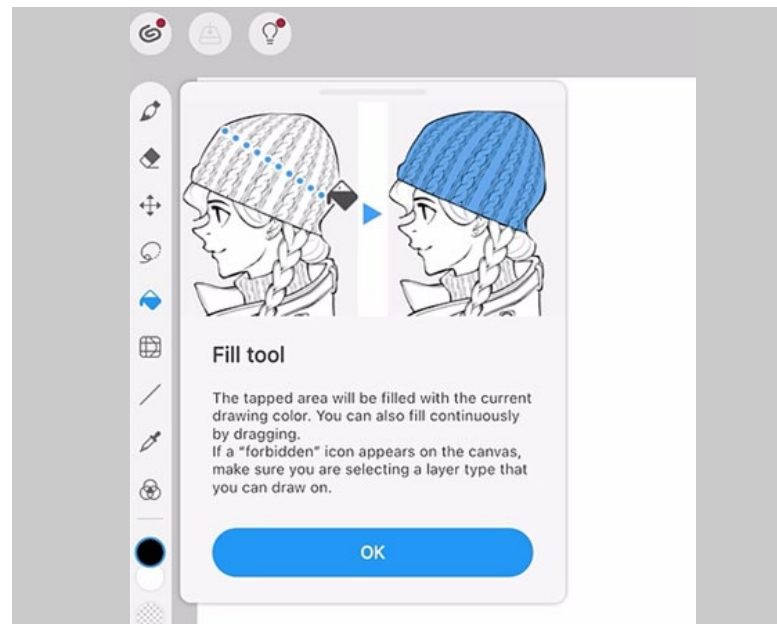 Fill tool
The tapped area will be filled with the current
drawing color. You can also fill continuously
by dragging.
If a “forbidden” icon appears on the canvas,
make sure you are selecting a layer type that
you can draw on.
OK